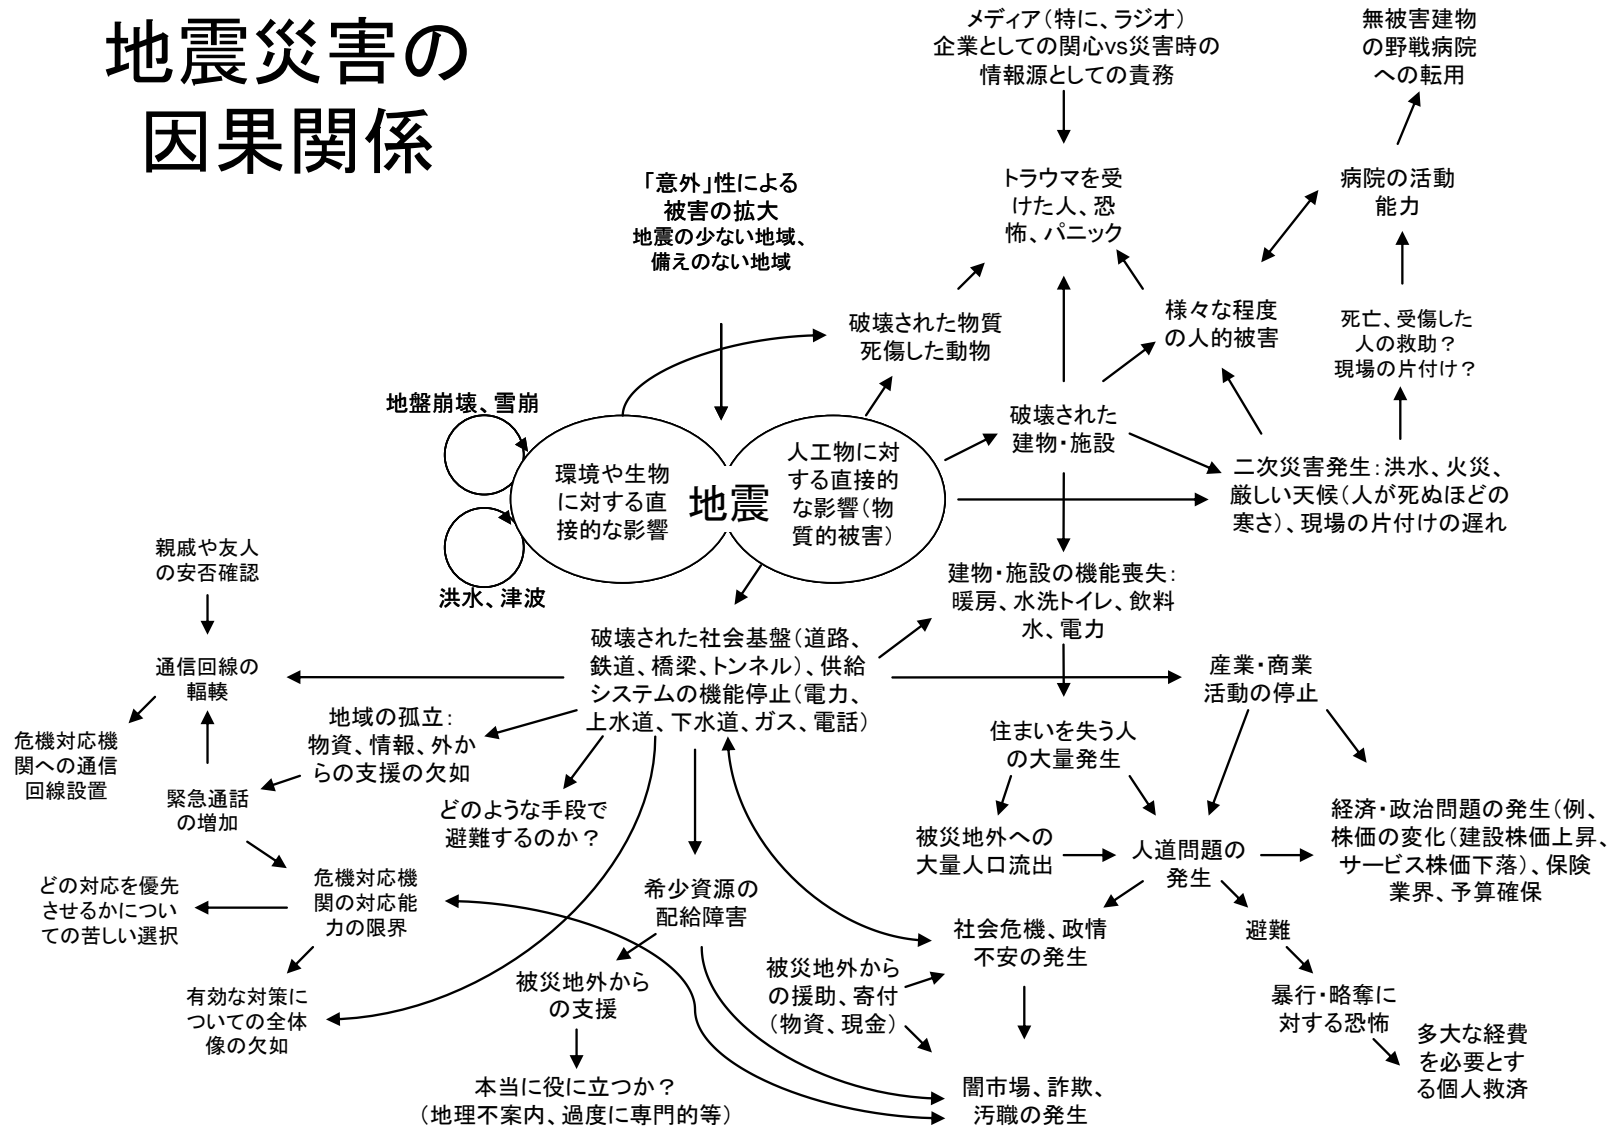 地震災害の
因果関係
メディア（特に、ラジオ）
企業としての関心vs災害時の
情報源としての責務
無被害建物
の野戦病院
への転用
「意外」性による
被害の拡大
地震の少ない地域、
備えのない地域
トラウマを受
けた人、恐
怖、パニック
病院の活動
能力
破壊された物質
死傷した動物
様々な程度
の人的被害
死亡、受傷した
人の救助？
現場の片付け？
地盤崩壊、雪崩
環境や生物
に対する直
接的な影響
地震
人工物に対
する直接的
な影響（物
質的被害）
破壊された
建物・施設
二次災害発生：洪水、火災、
厳しい天候（人が死ぬほどの
寒さ）、現場の片付けの遅れ
洪水、津波
親戚や友人
の安否確認
建物・施設の機能喪失：
暖房、水洗トイレ、飲料
水、電力
破壊された社会基盤（道路、
鉄道、橋梁、トンネル）、供給
システムの機能停止（電力、
上水道、下水道、ガス、電話）
通信回線の
輻輳
産業・商業
活動の停止
地域の孤立：
物資、情報、外か
らの支援の欠如
危機対応機
関への通信
回線設置
住まいを失う人
の大量発生
緊急通話
の増加
どのような手段で
避難するのか？
被災地外への
大量人口流出
人道問題の
発生
経済・政治問題の発生（例、
株価の変化（建設株価上昇、
サービス株価下落）、保険
業界、予算確保
どの対応を優先
させるかについ
ての苦しい選択
危機対応機
関の対応能
力の限界
希少資源の
配給障害
社会危機、政情
不安の発生
避難
有効な対策に
ついての全体
像の欠如
被災地外から
の支援
被災地外から
の援助、寄付
（物資、現金）
暴行・略奪に
対する恐怖
多大な経費
を必要とす
る個人救済
本当に役に立つか？
（地理不案内、過度に専門的等）
闇市場、詐欺、
汚職の発生